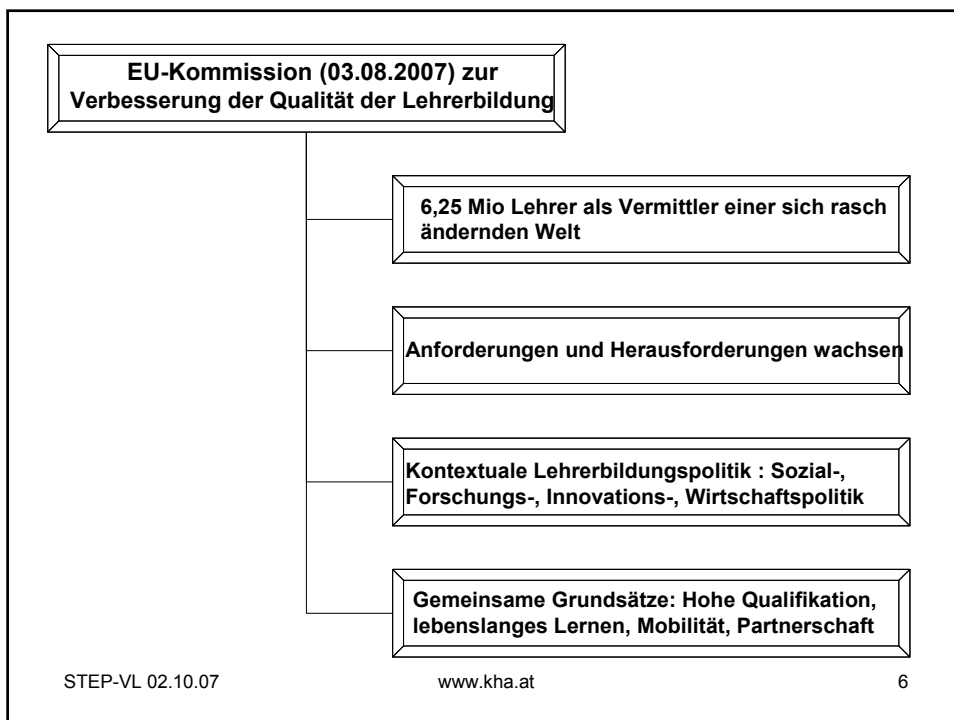 EU-Kommission (03.08.2007) zur
Verbesserung der Qualität der Lehrerbildung
6,25 Mio Lehrer als Vermittler einer sich rasch
ändernden Welt
Anforderungen und Herausforderungen wachsen
Kontextuale Lehrerbildungspolitik : Sozial-,
Forschungs-, Innovations-, Wirtschaftspolitik
Gemeinsame Grundsätze: Hohe Qualifikation,
lebenslanges Lernen, Mobilität, Partnerschaft
STEP-VL 02.10.07 www.kha.at 6